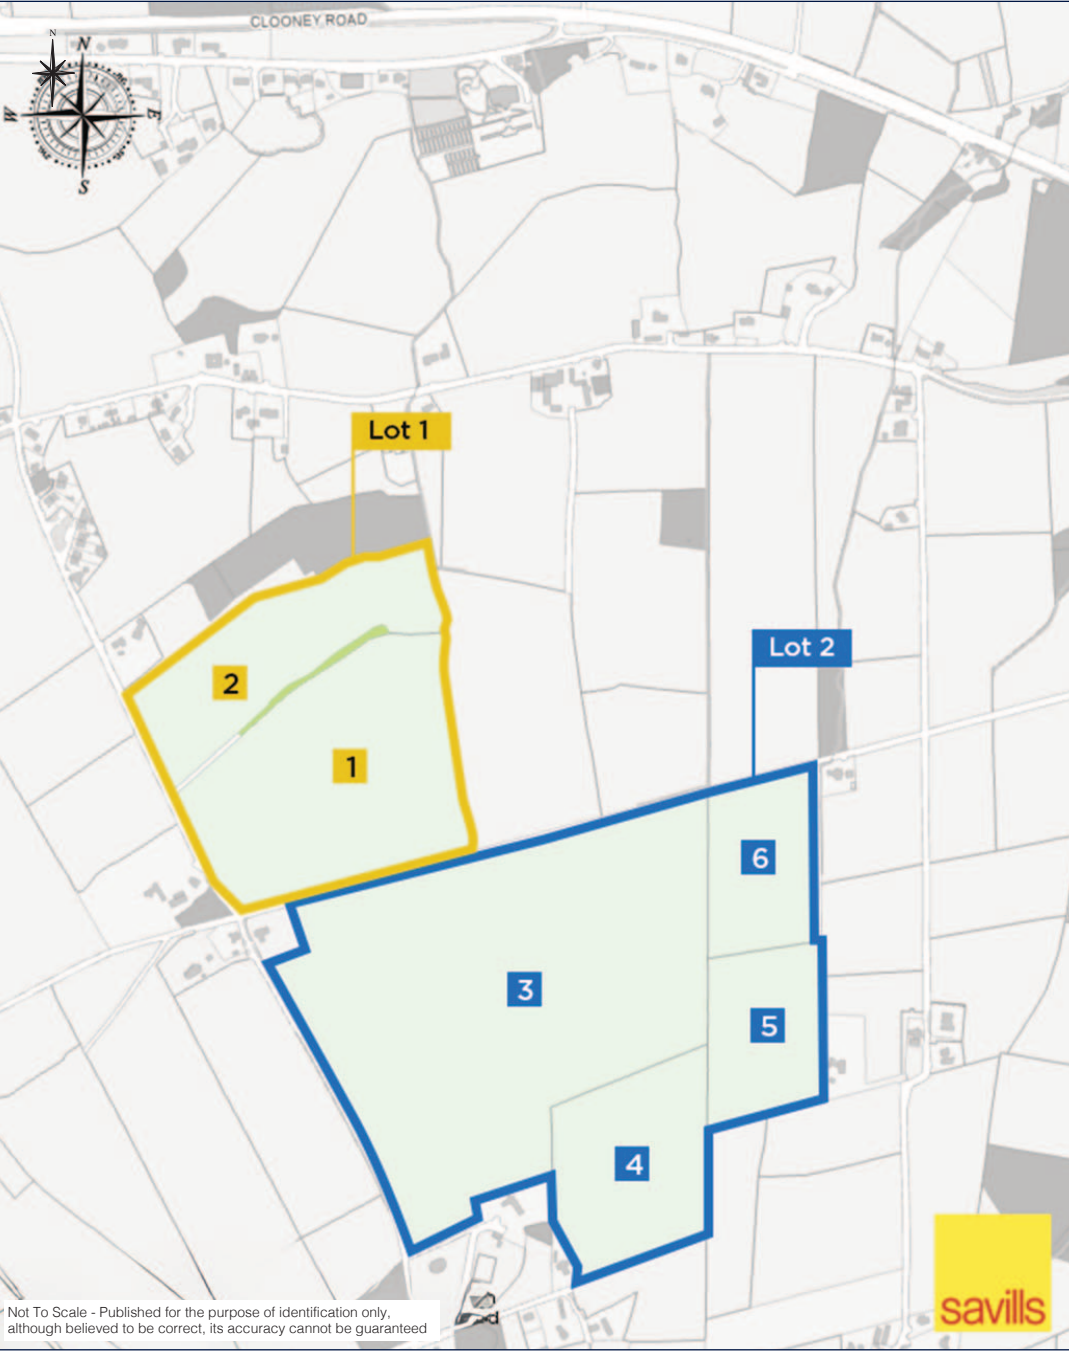 CLOONEY ROAD
N
N
W
E
S
Lot 1
Lot 2
2
1
6
3
5
4
Not To Scale - Published for the purpose of identification only,
although believed to be correct, its accuracy cannot be guaranteed
savills